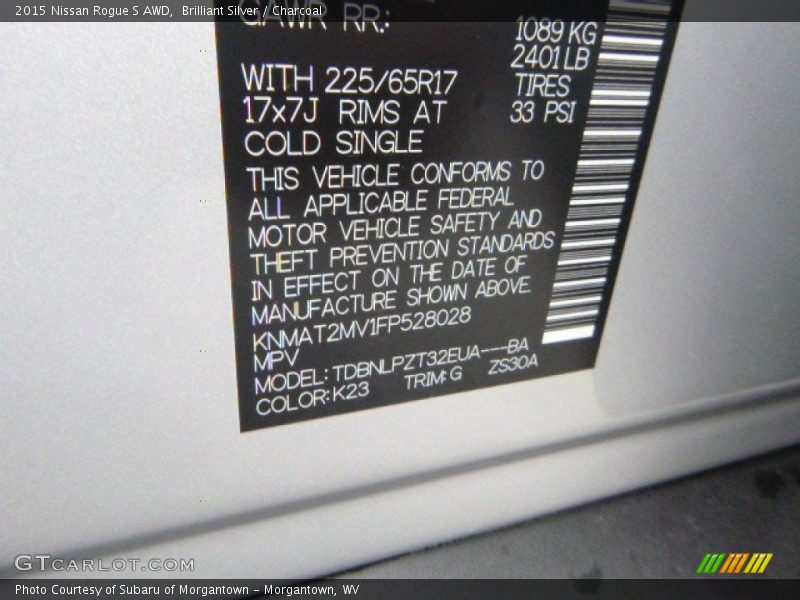 2015 Nissan Rogue S AWD, Brilliant Silver / Charcoal
GAWR RR.:
1089 KG
2401 LB
WITH 225/65R17 TIRES
17x7J RIMS AT 33 PSI
COLD SINGLE
THIS VEHICLE CONFORMS TO
ALL APPLICABLE FEDERAL
MOTOR VEHICLE SAFETY AND
THEFT PREVENTION STANDARDS
IN EFFECT ON THE DATE OF
MANUFACTURE SHOWN ABOVE.
KNMAT2MV1FP528028
MPV
MODEL: TDBNLPZT32EUA---BA
COLOR: K23 TRIM: G ZS30A
GTCARLOT.COM
Photo Courtesy of Subaru of Morgantown - Morgantown, WV